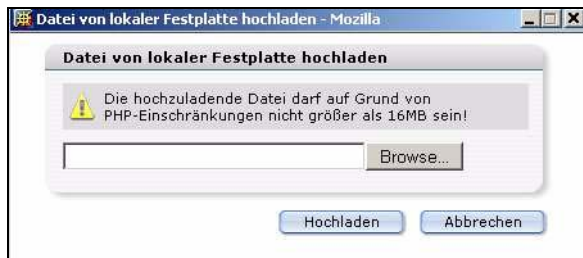 Datei von lokaler Festplatte hochladen - Mozilla
Datei von lokaler Festplatte hochladen
Die hochzuladende Datei darf auf Grund von
PHP-Einschränkungen nicht größer als 16MB sein!
Browse...
Hochladen
Abbrechen